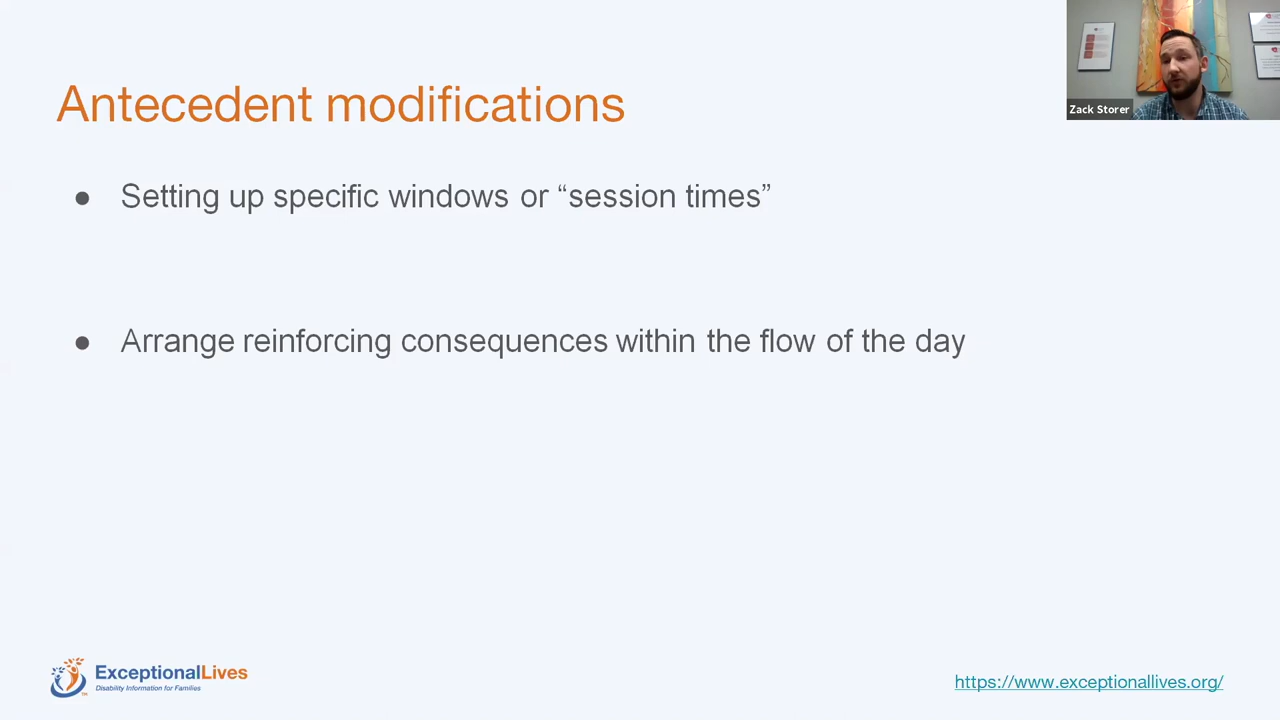 Antecedent modifications
Zack Storer
● Setting up specific windows or “session times”
● Arrange reinforcing consequences within the flow of the day
ExceptionalLives
Disability Information for Families
TM
https://www.exceptionallives.org/